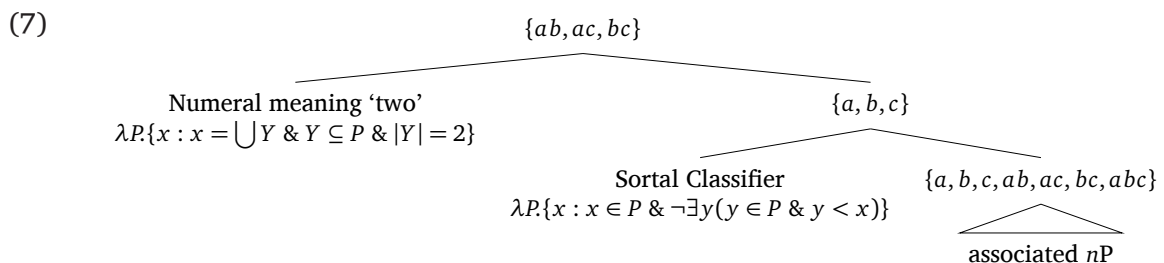 (7)
{ab, ac, bc}
Numeral meaning ‘two’
λP.{x : x = ⋃Y & Y ⊆ P & |Y| = 2}
{a, b, c}
Sortal Classifier
λP.{x : x ∈ P & ¬∃y(y ∈ P & y < x)}
{a, b, c, ab, ac, bc, abc}
associated nP